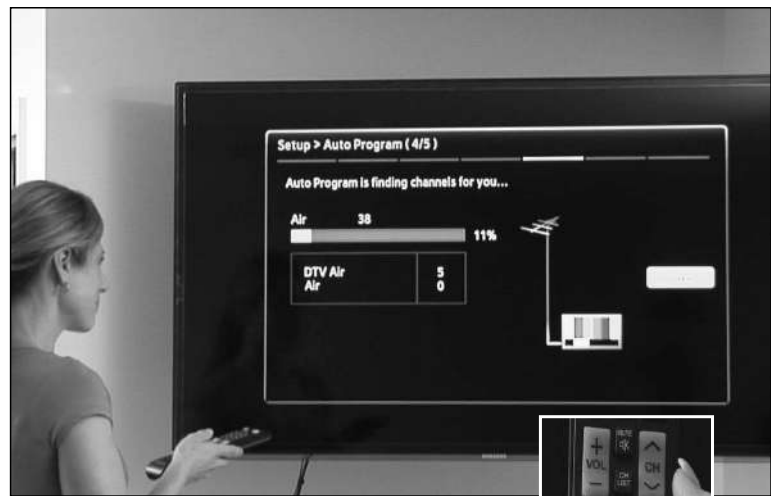 Setup > Auto Program ( 4/5 )
Auto Program is finding channels for you...
Air 38
11%
DTV Air 5
Air 0
SAMSUNG
+ MUTE
VOL CH
CH LIST
−